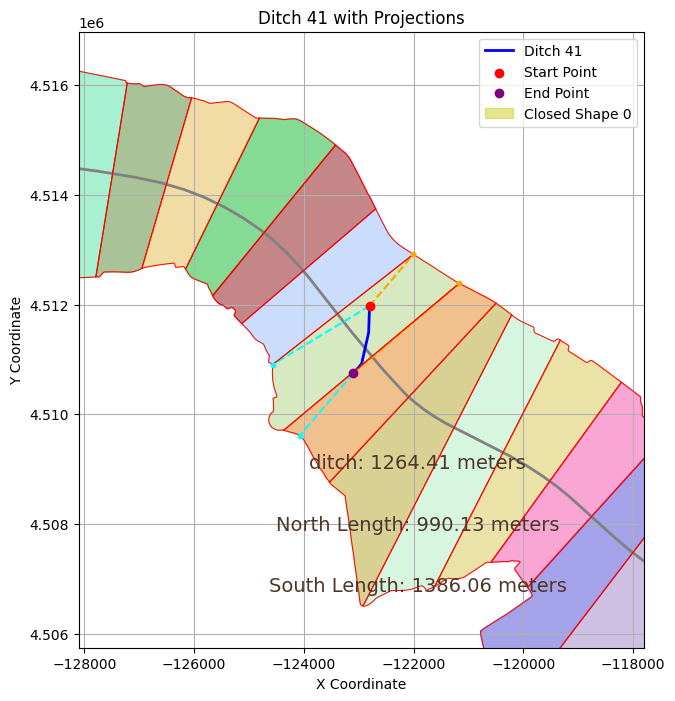 Ditch 41 with Projections
1e6
Ditch 41
Start Point
End Point
Closed Shape 0
4.516
4.514
4.512
4.510
4.508
4.506
Y Coordinate
ditch: 1264.41 meters
North Length: 990.13 meters
South Length: 1386.06 meters
−128000 −126000 −124000 −122000 −120000 −118000
X Coordinate